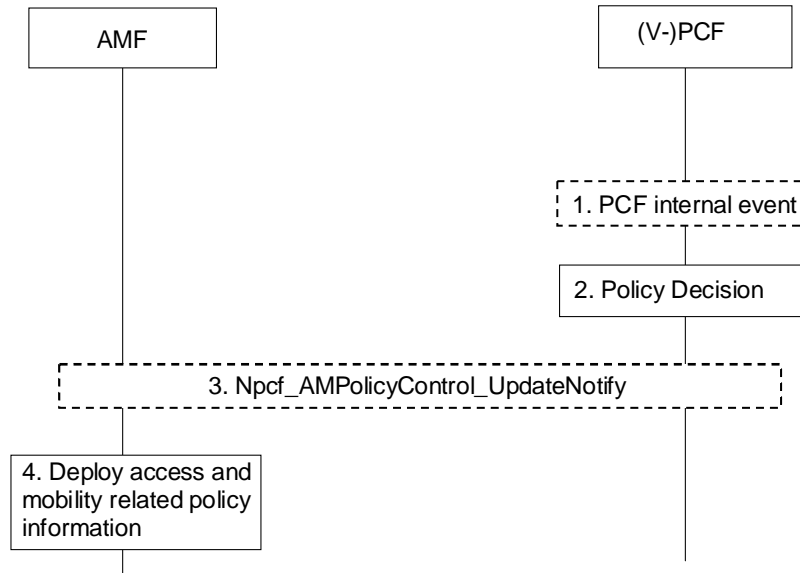 AMF
(V-)PCF
1. PCF internal event
2. Policy Decision
3. Npcf_AMPolicyControl_UpdateNotify
4. Deploy access and
mobility related policy
information